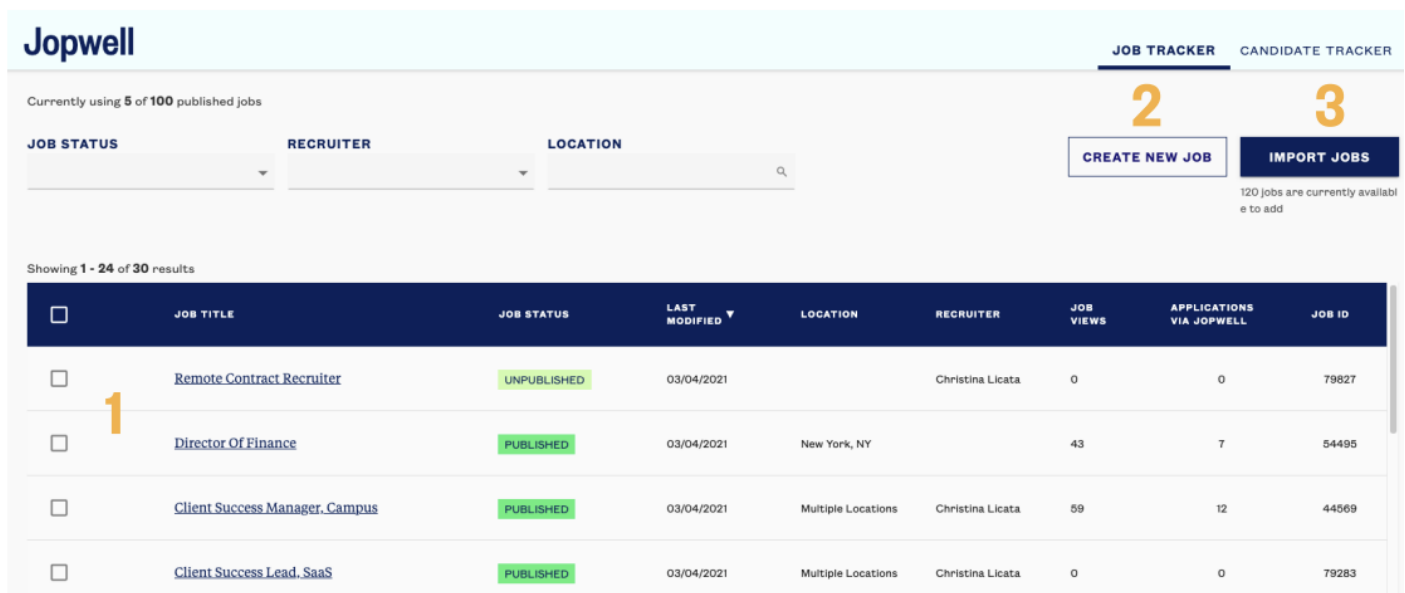 Jopwell
JOB TRACKER CANDIDATE TRACKER
Currently using 5 of 100 published jobs
2 3
JOB STATUS RECRUITER LOCATION
CREATE NEW JOB IMPORT JOBS
120 jobs are currently availabl
e to add
Showing 1 - 24 of 30 results
JOB TITLE JOB STATUS LAST MODIFIED ▼ LOCATION RECRUITER JOB VIEWS APPLICATIONS VIA JOPWELL JOB ID
Remote Contract Recruiter UNPUBLISHED 03/04/2021 Christina Licata 0 0 79827
1
Director Of Finance PUBLISHED 03/04/2021 New York, NY 43 7 54495
Client Success Manager, Campus PUBLISHED 03/04/2021 Multiple Locations Christina Licata 59 12 44569
Client Success Lead, SaaS PUBLISHED 03/04/2021 Multiple Locations Christina Licata 0 0 79283